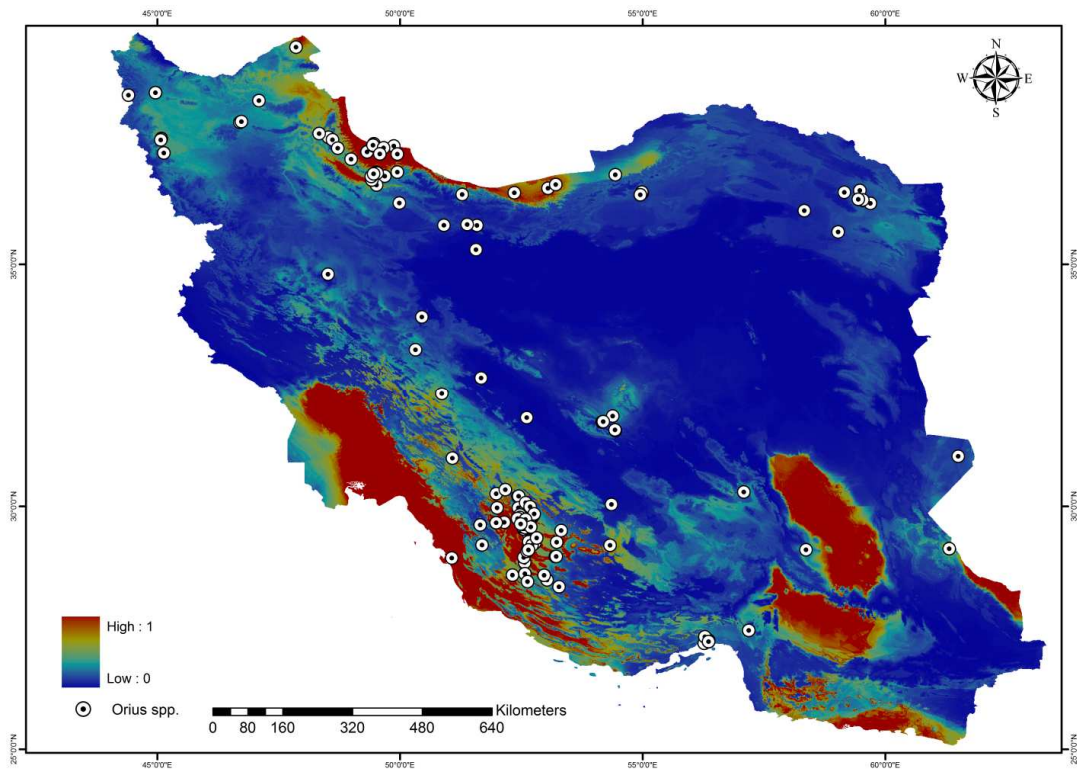 45°0'0"E 50°0'0"E 55°0'0"E 60°0'0"E
N
W E
S
35°0'0"N 35°0'0"N
30°0'0"N 30°0'0"N
25°0'0"N 25°0'0"N
High : 1
Low : 0
Orius spp.
Kilometers
0 80 160 320 480 640
45°0'0"E 50°0'0"E 55°0'0"E 60°0'0"E